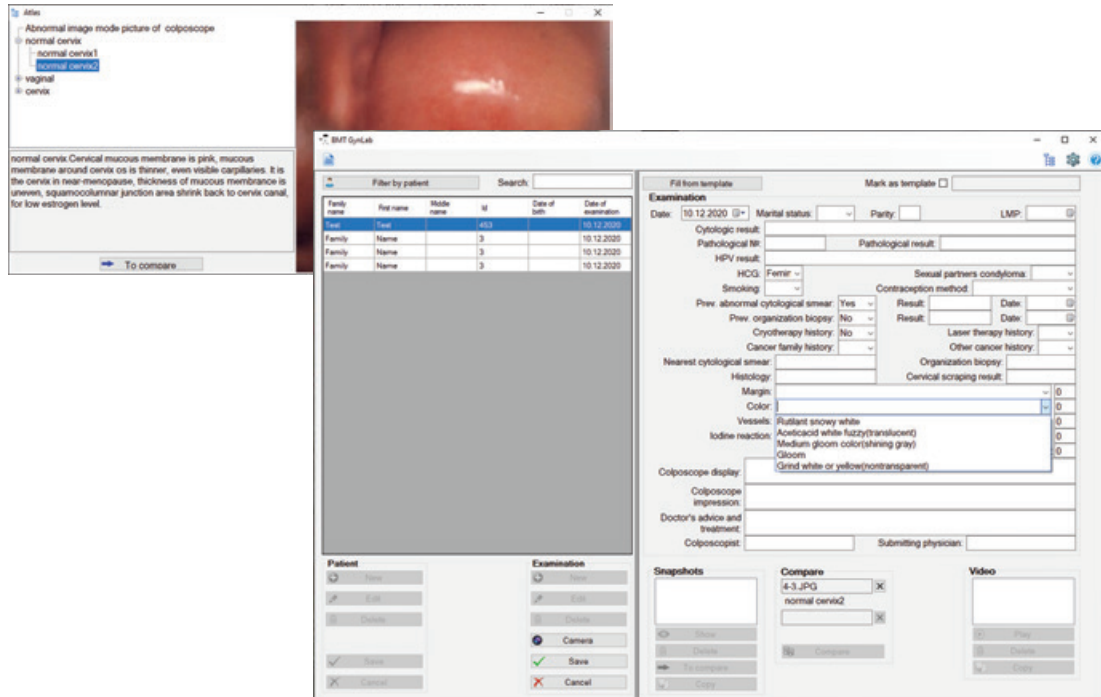 Atlas
Abnormal image mode picture of colposcope
normal cervix
normal cervix1
normal cervix2
vaginal
cervix
normal cervix.Cervical mucous membrane is pink, mucous
membrane around cervix os is thinner, even visible carpillaries. It is
the cervix in near-menopause, thickness of mucous membrance is
uneven, squamocolumnar junction area shrink back to cervix canal,
for low estrogen level.
To compare
BMT GynLab
Filter by patient Search:
Family name First name Middle name Id Date of birth Date of examination
Test Test 453 10.12.2020
Family Name 3 10.12.2020
Family Name 3 10.12.2020
Family Name 3 10.12.2020
Patient
New
Edit
Delete
Save
Cancel
Examination
New
Edit
Delete
Camera
Save
Cancel
Fill from template Mark as template
Examination
Date: 10.12.2020 Marital status: Parity: LMP:
Cytologic result:
Pathological №: Pathological result:
HPV result:
HCG: Femir Sexual partners condyloma:
Smoking: Contraception method:
Prev. abnormal cytological smear: Yes Result: Date:
Prev. organization biopsy: No Result: Date:
Cryotherapy history: No Laser therapy history:
Cancer family history: Other cancer history:
Nearest cytological smear: Organization biopsy:
Histology: Cervical scraping result:
Margin: 0
Color: 0
Vessels: 0
Iodine reaction: 0
0
Rutilant snowy white
Aceticacid white fuzzy(translucent)
Medium gloom color(shining gray)
Gloom
Grind white or yellow(nontransparent)
Colposcope display:
Colposcope
impression:
Doctor's advice and
treatment:
Colposcopist: Submitting physician:
Snapshots
Show
Delete
To compare
Copy
Compare
4-3.JPG
normal cervix2
Compare
Video
Play
Delete
Copy